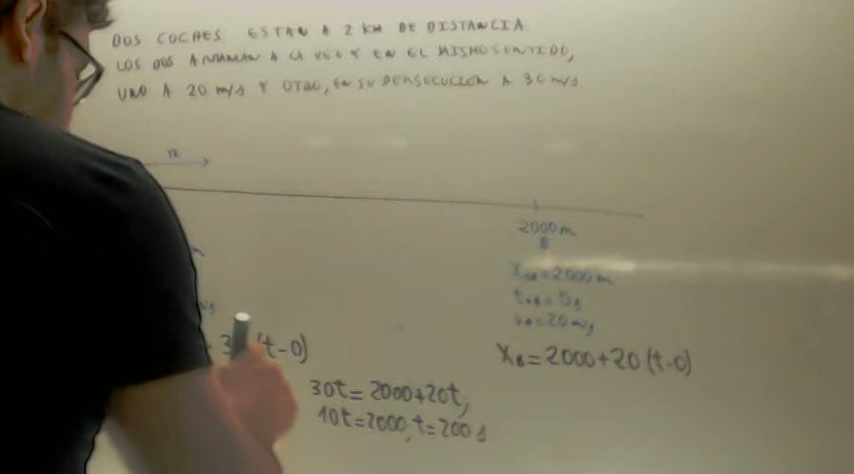 DOS COCHES ESTAN A 2 KM DE DISTANCIA.
LOS DOS ARRANCAN A LA VEZ Y EN EL MISMO SENTIDO,
UNO A 20 m/s Y OTRO, EN SU PERSECUCION A 30 m/s.
VA
2000 m
B
X0B=2000 m
t0B=0s
VB=20 m/s
(t-0)
XB=2000+20(t-0)
30t=2000+20t;
10t=2000, t=200 s